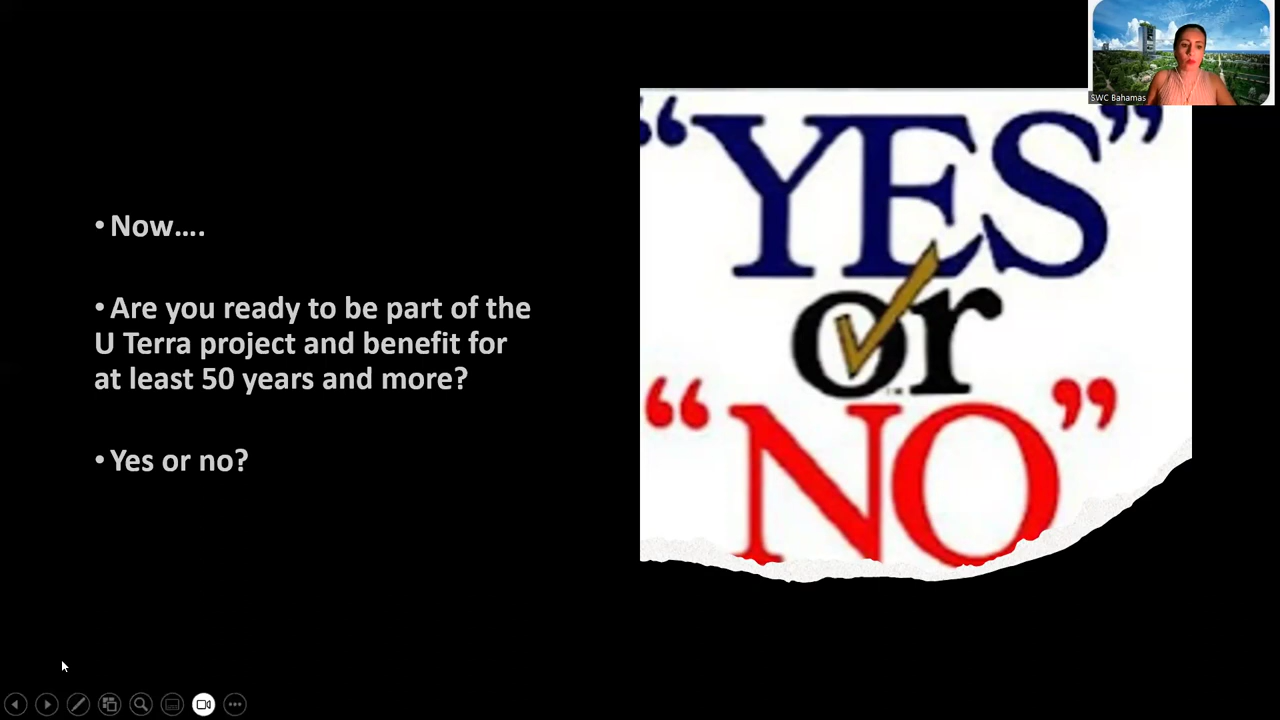 • Now….
• Are you ready to be part of the
U Terra project and benefit for
at least 50 years and more?
• Yes or no?
“YES”
or
“NO”
SWC Bahamas